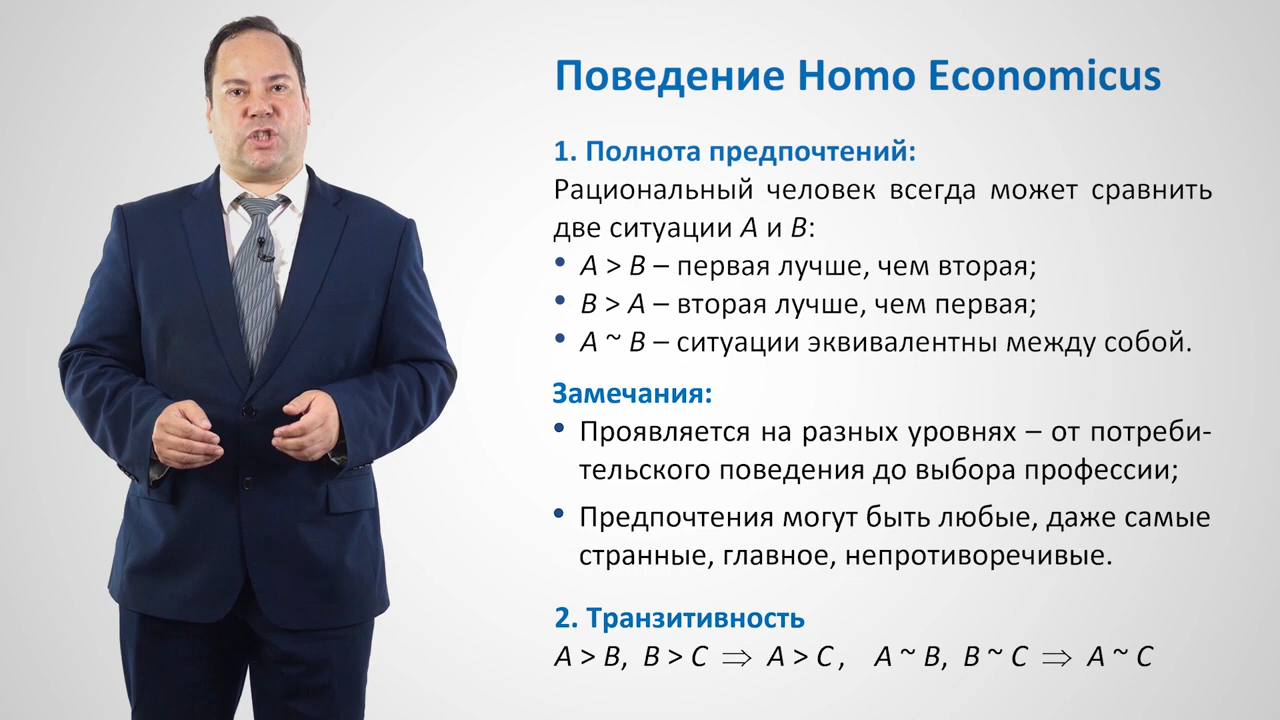 Поведение Homo Economicus
1. Полнота предпочтений:
Рациональный человек всегда может сравнить
две ситуации A и B:
• A > B – первая лучше, чем вторая;
• B > A – вторая лучше, чем первая;
• A ~ B – ситуации эквивалентны между собой.
Замечания:
• Проявляется на разных уровнях – от потреби-
тельского поведения до выбора профессии;
• Предпочтения могут быть любые, даже самые
странные, главное, непротиворечивые.
2. Транзитивность
A > B, B > C ⇒ A > C, A ~ B, B ~ C ⇒ A ~ C